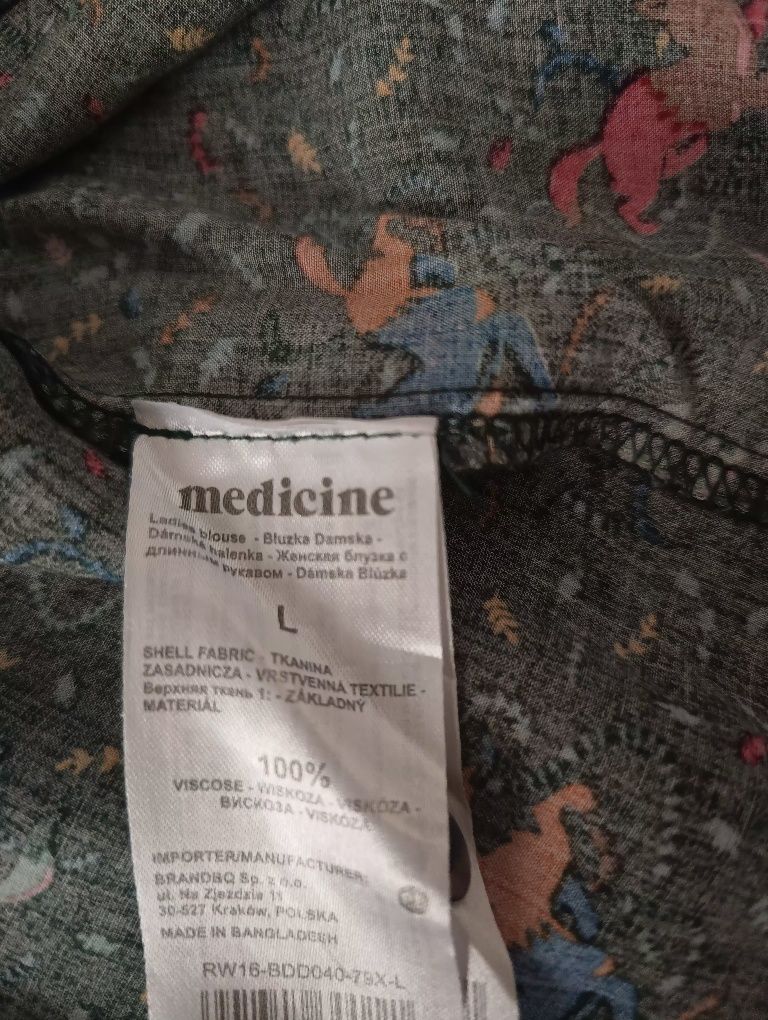 medicine
Ladies blouse - Bluzka Damska -
Dámská halenka - Женская блузка с
длинным рукавом - Dámska Blúzka
L
SHELL FABRIC - TKANINA
ZASADNICZA - VRSTVENNÁ TEXTILIE -
Верхняя ткань 1: - ZÁKLADNÝ
MATERIÁL
100%
VISCOSE - WISKOZA - VISKÓZA -
ВИСКОЗА - VISKÓZA
IMPORTER/MANUFACTURER:
BRANDBQ Sp. z o.o.
ul. Na Zjeździe 11
30-527 Kraków, POLSKA
MADE IN BANGLADESH
RW16-BDD040-79X-L